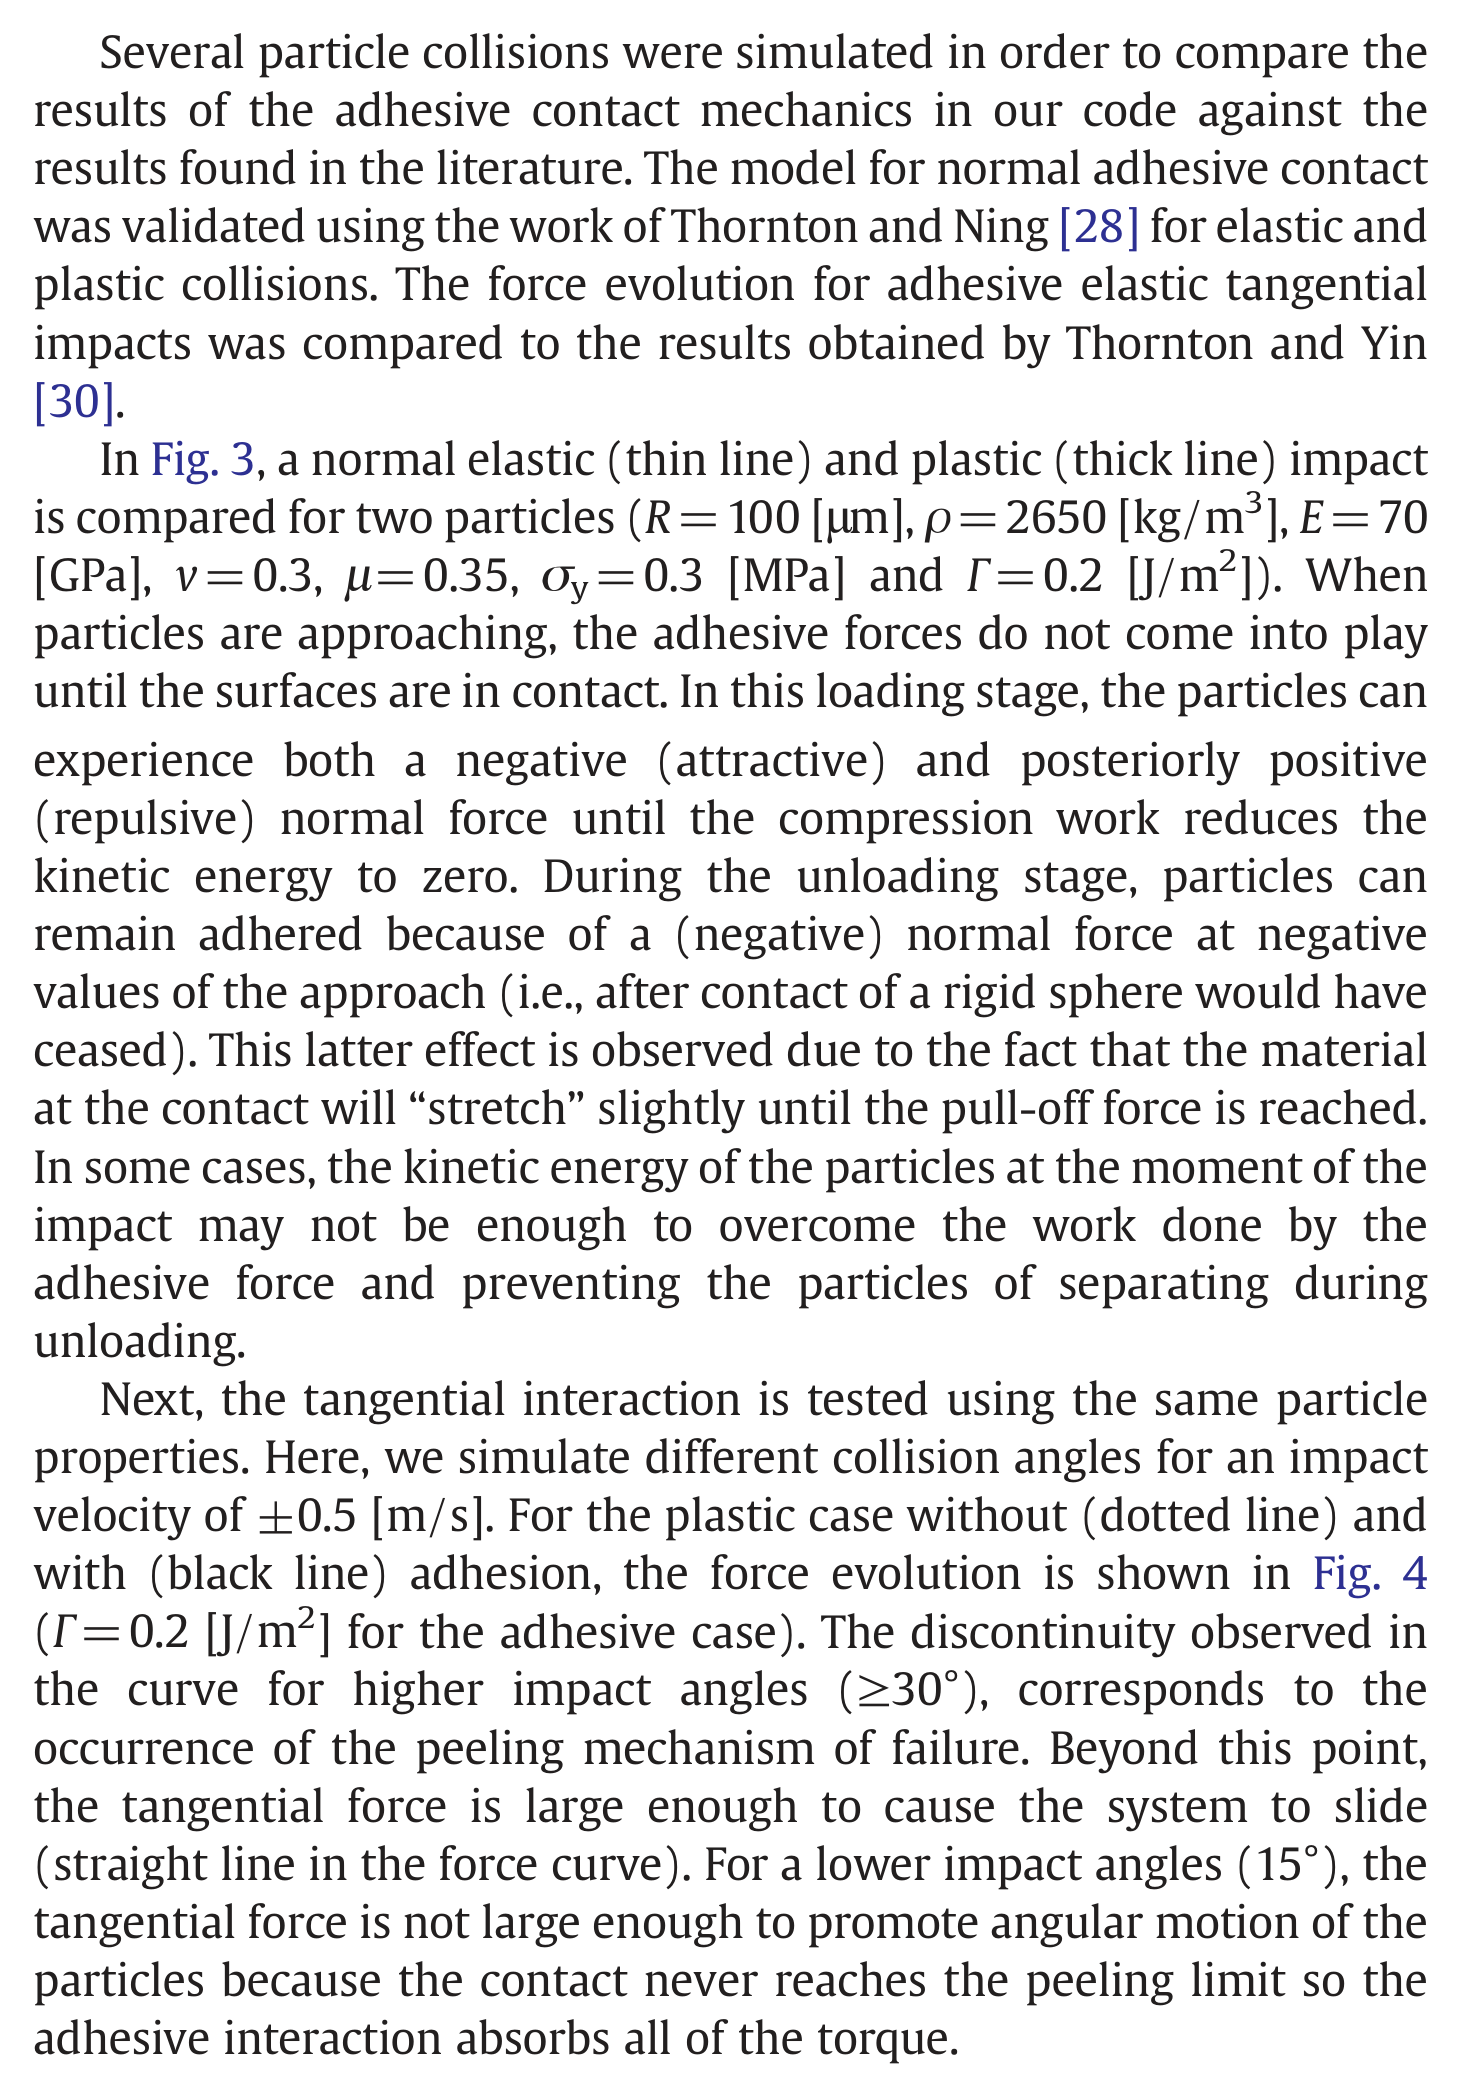 Several particle collisions were simulated in order to compare the
results of the adhesive contact mechanics in our code against the
results found in the literature. The model for normal adhesive contact
was validated using the work of Thornton and Ning [28] for elastic and
plastic collisions. The force evolution for adhesive elastic tangential
impacts was compared to the results obtained by Thornton and Yin
[30].
In Fig. 3, a normal elastic (thin line) and plastic (thick line) impact
is compared for two particles (R = 100 [μm], ρ = 2650 [kg/m³], E = 70
[GPa], ν = 0.3, μ = 0.35, σy = 0.3 [MPa] and Γ = 0.2 [J/m²]). When
particles are approaching, the adhesive forces do not come into play
until the surfaces are in contact. In this loading stage, the particles can
experience both a negative (attractive) and posteriorly positive
(repulsive) normal force until the compression work reduces the
kinetic energy to zero. During the unloading stage, particles can
remain adhered because of a (negative) normal force at negative
values of the approach (i.e., after contact of a rigid sphere would have
ceased). This latter effect is observed due to the fact that the material
at the contact will “stretch” slightly until the pull-off force is reached.
In some cases, the kinetic energy of the particles at the moment of the
impact may not be enough to overcome the work done by the
adhesive force and preventing the particles of separating during
unloading.
Next, the tangential interaction is tested using the same particle
properties. Here, we simulate different collision angles for an impact
velocity of ±0.5 [m/s]. For the plastic case without (dotted line) and
with (black line) adhesion, the force evolution is shown in Fig. 4
(Γ = 0.2 [J/m²] for the adhesive case). The discontinuity observed in
the curve for higher impact angles (≥30°), corresponds to the
occurrence of the peeling mechanism of failure. Beyond this point,
the tangential force is large enough to cause the system to slide
(straight line in the force curve). For a lower impact angles (15°), the
tangential force is not large enough to promote angular motion of the
particles because the contact never reaches the peeling limit so the
adhesive interaction absorbs all of the torque.